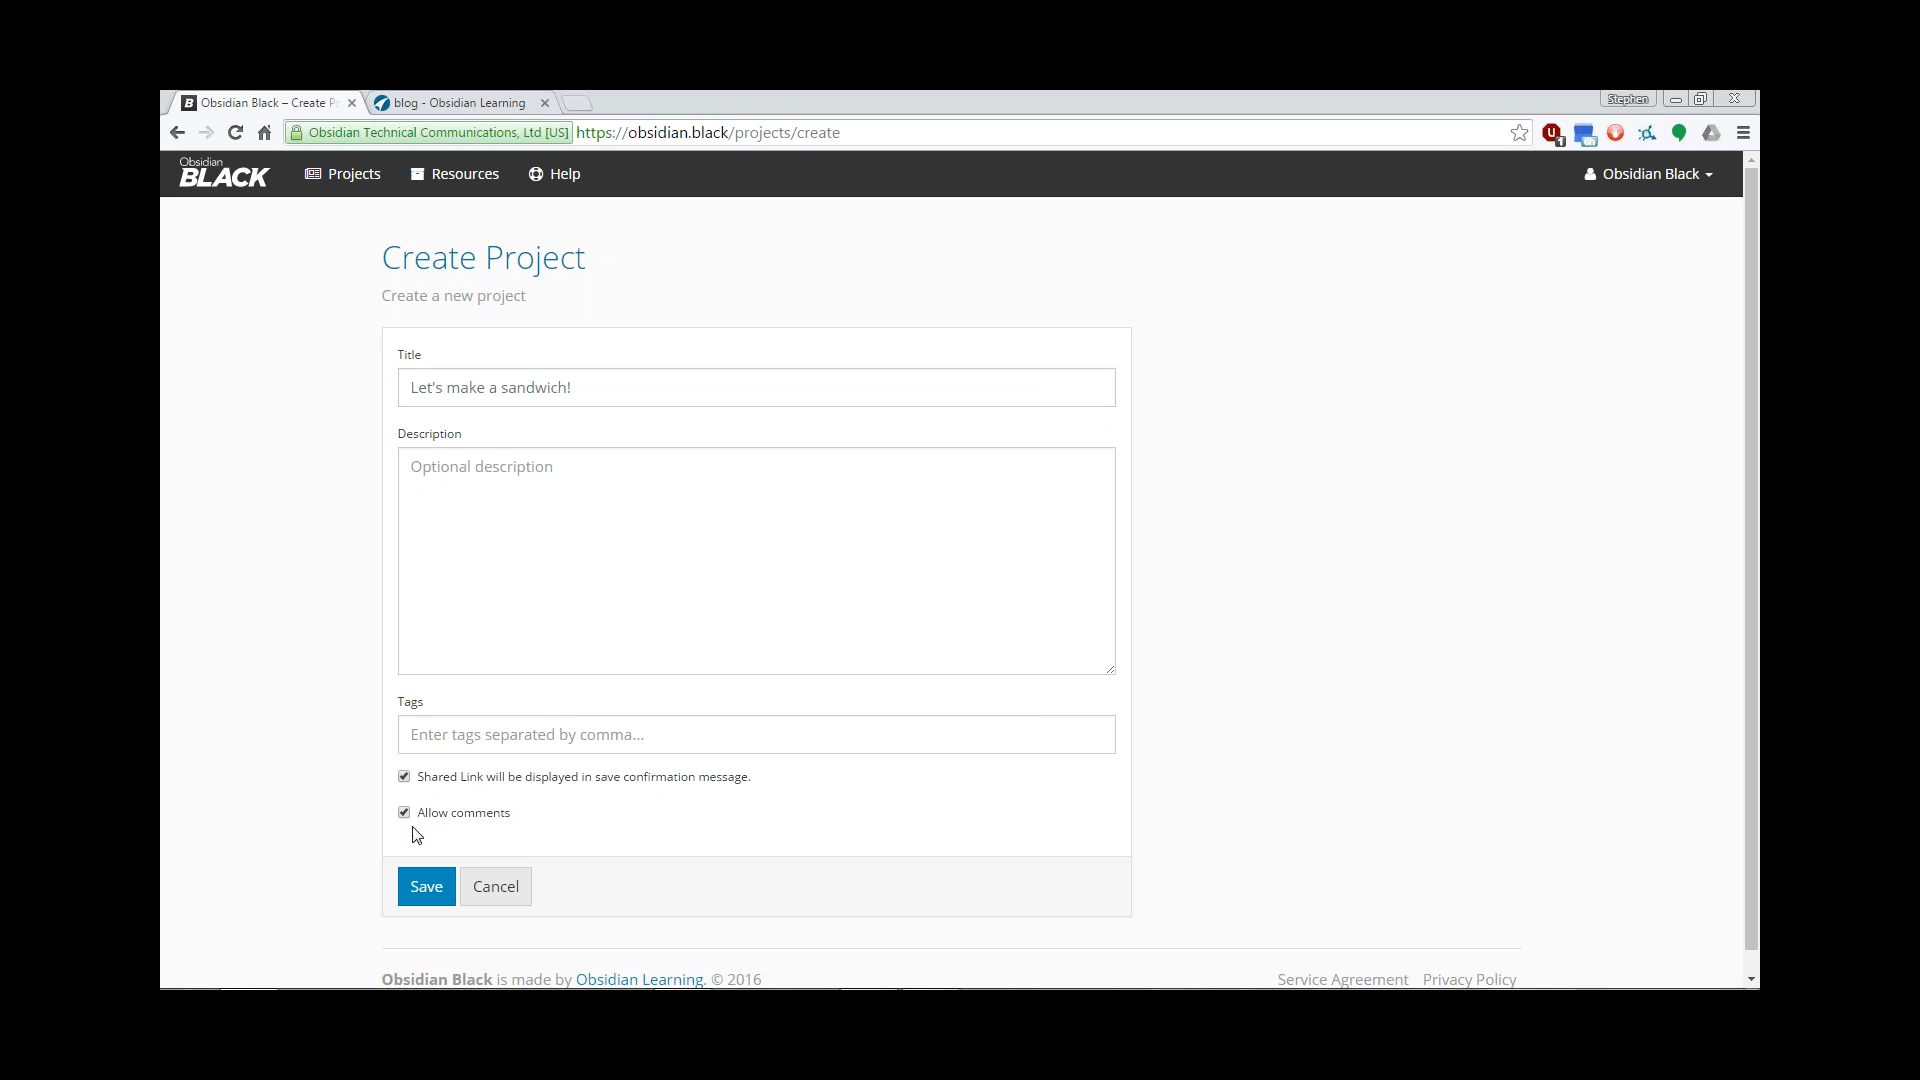 Obsidian Black – Create P
blog - Obsidian Learning
Stephen
Obsidian Technical Communications, Ltd [US]
https://obsidian.black/projects/create
Obsidian
BLACK
Projects
Resources
Help
Obsidian Black
Create Project
Create a new project
Title
Let's make a sandwich!
Description
Optional description
Tags
Enter tags separated by comma...
Shared Link will be displayed in save confirmation message.
Allow comments
Save
Cancel
Obsidian Black is made by Obsidian Learning. © 2016
Service Agreement
Privacy Policy